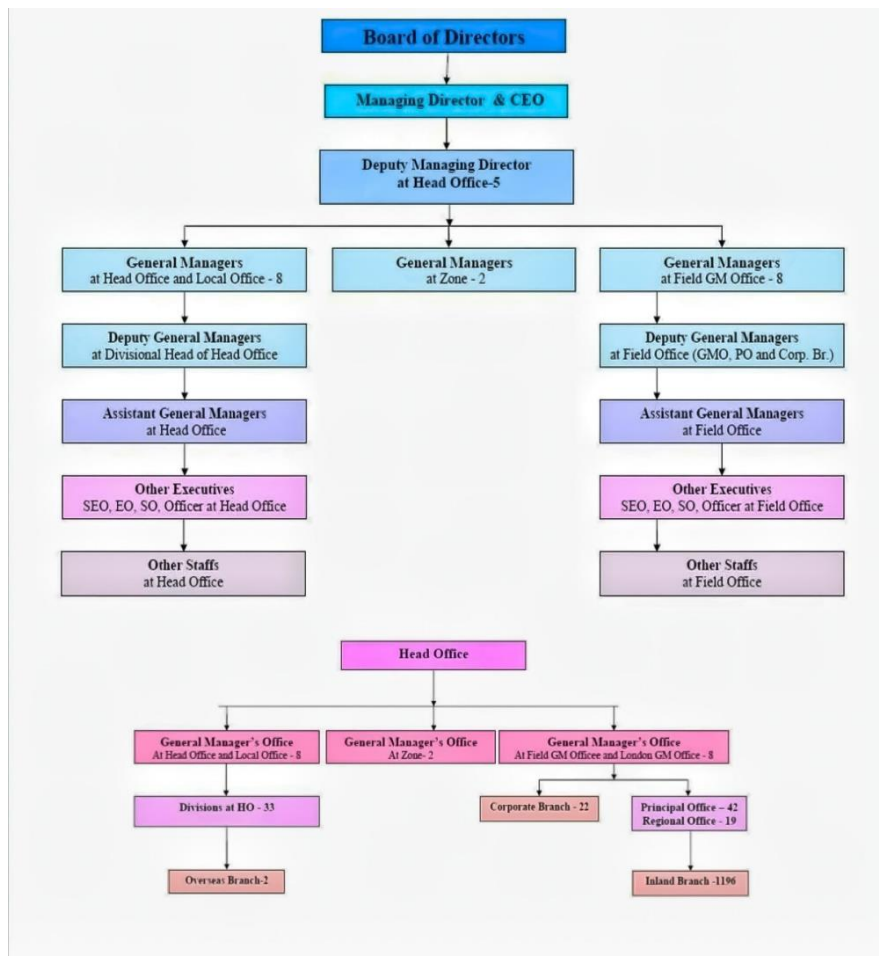 Board of Directors
Managing Director & CEO
Deputy Managing Director
at Head Office-5
General Managers
at Head Office and Local Office - 8
General Managers
at Zone - 2
General Managers
at Field GM Office - 8
Deputy General Managers
at Divisional Head of Head Office
Deputy General Managers
at Field Office (GMO, PO and Corp. Br.)
Assistant General Managers
at Head Office
Assistant General Managers
at Field Office
Other Executives
SEO, EO, SO, Officer at Head Office
Other Executives
SEO, EO, SO, Officer at Field Office
Other Staffs
at Head Office
Other Staffs
at Field Office
Head Office
General Manager's Office
At Head Office and Local Office - 8
General Manager's Office
At Zone- 2
General Manager's Office
At Field GM Officee and London GM Office - 8
Divisions at HO - 33
Corporate Branch - 22
Principal Office – 42
Regional Office - 19
Overseas Branch-2
Inland Branch -1196